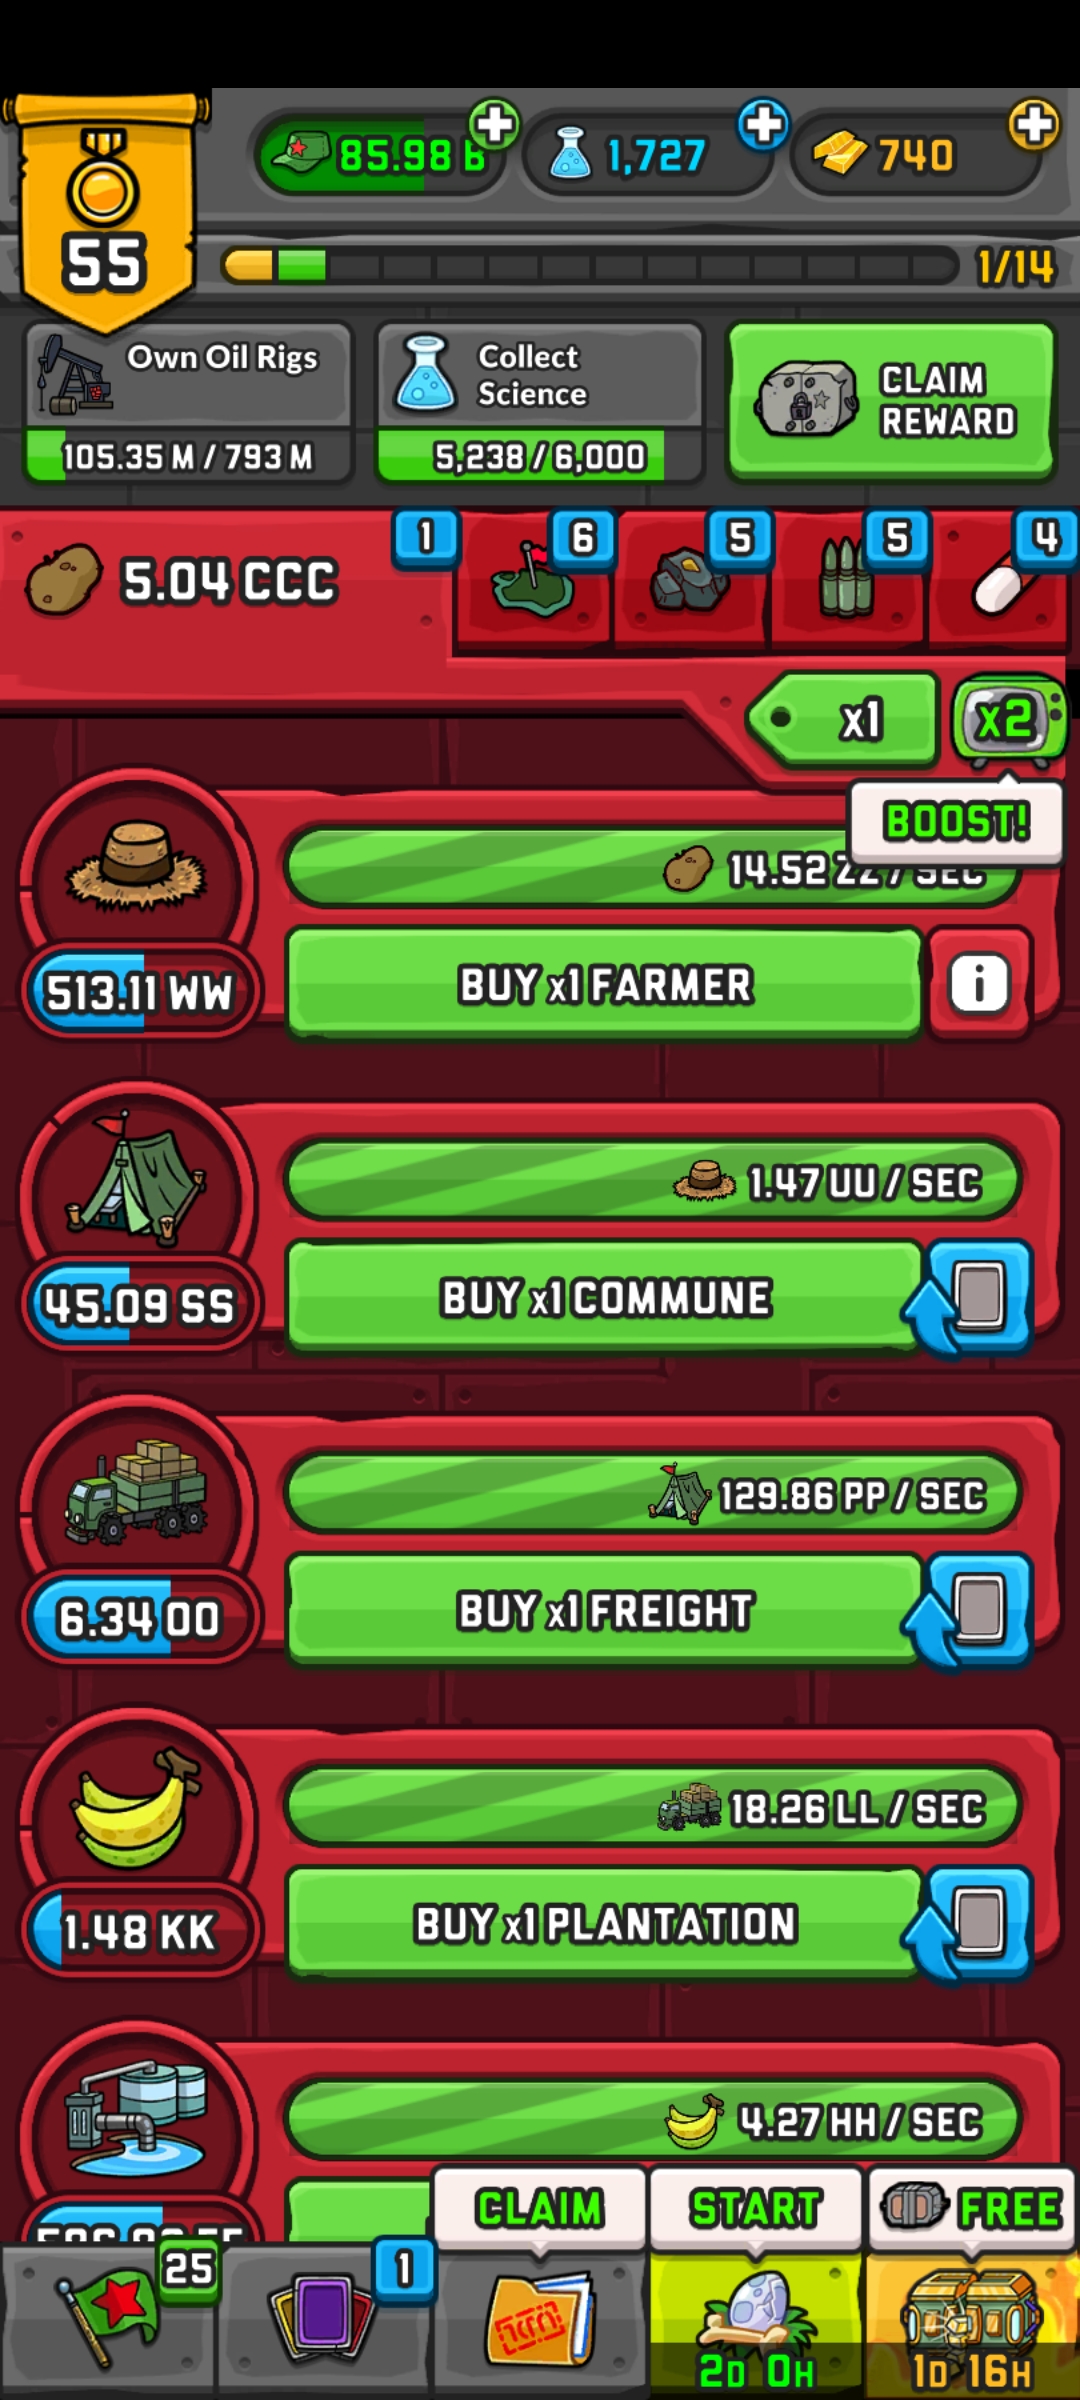 85.98 B
1,727
740
55
1/14
Own Oil Rigs
105.35 M / 793 M
Collect
Science
5,238 / 6,000
CLAIM
REWARD
5.04 CCC
1
6
5
5
4
x1
x2
BOOST!
14.52 ZZ / SEC
513.11 WW
BUY x1 FARMER
i
1.47 UU / SEC
45.09 SS
BUY x1 COMMUNE
129.86 PP / SEC
6.34 OO
BUY x1 FREIGHT
18.26 LL / SEC
1.48 KK
BUY x1 PLANTATION
4.27 HH / SEC
CLAIM
START
FREE
25
1
2D 0H
1D 16H